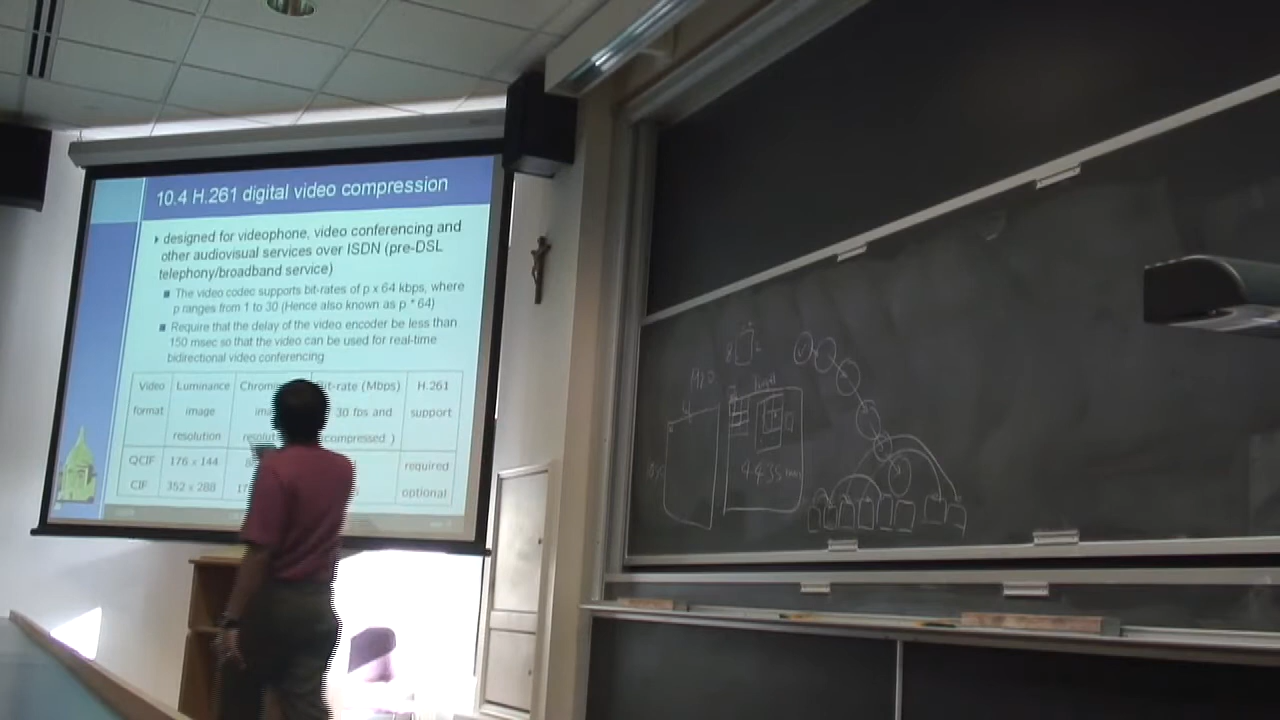 10.4 H.261 digital video compression
designed for videophone, video conferencing and
other audiovisual services over ISDN (pre-DSL
telephony/broadband service)
The video codec supports bit-rates of p x 64 kbps, where
p ranges from 1 to 30 (Hence also known as p * 64)
Require that the delay of the video encoder be less than
150 msec so that the video can be used for real-time
bidirectional video conferencing
Video Luminance (Mbps) H.261
format image 30 fps and support
resolution compressed )
QCIF 176 x 144 required
CIF 352 x 288 optional